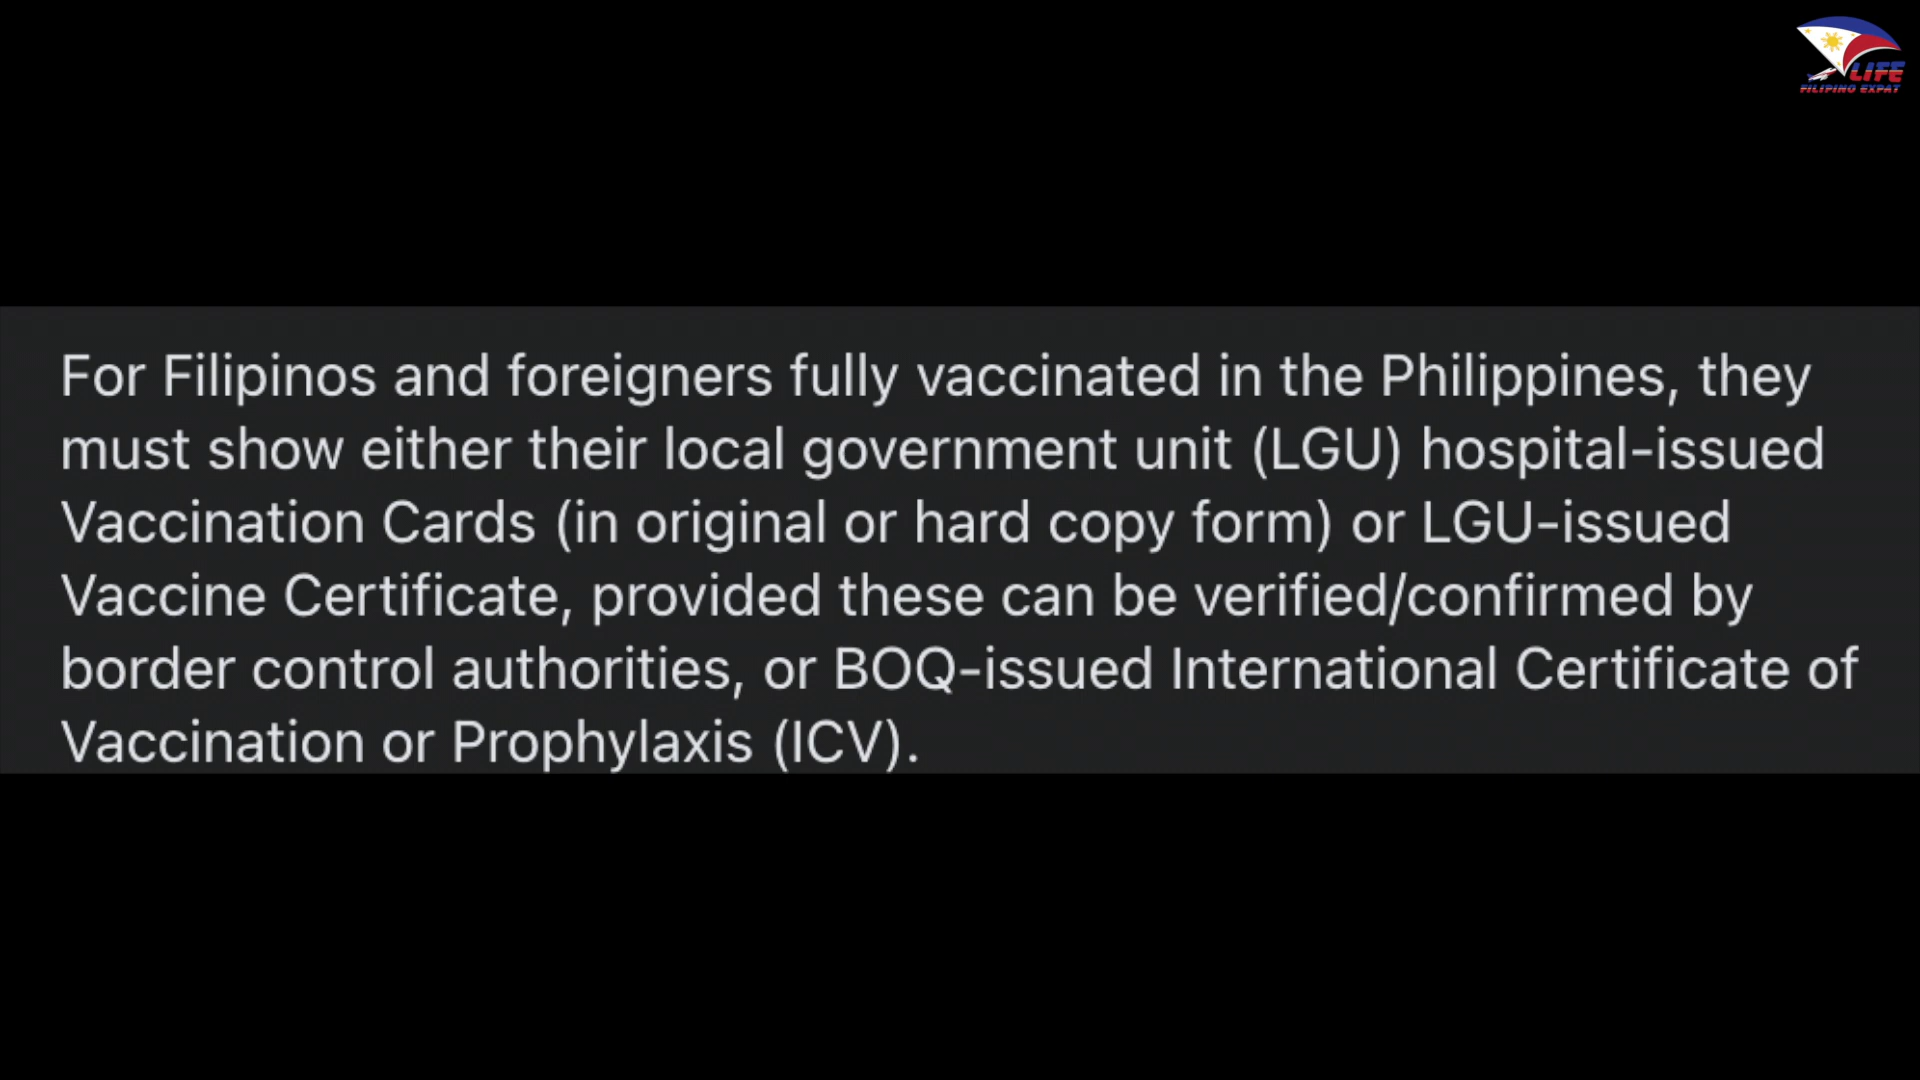 LIFE
FILIPINO EXPAT
For Filipinos and foreigners fully vaccinated in the Philippines, they
must show either their local government unit (LGU) hospital-issued
Vaccination Cards (in original or hard copy form) or LGU-issued
Vaccine Certificate, provided these can be verified/confirmed by
border control authorities, or BOQ-issued International Certificate of
Vaccination or Prophylaxis (ICV).